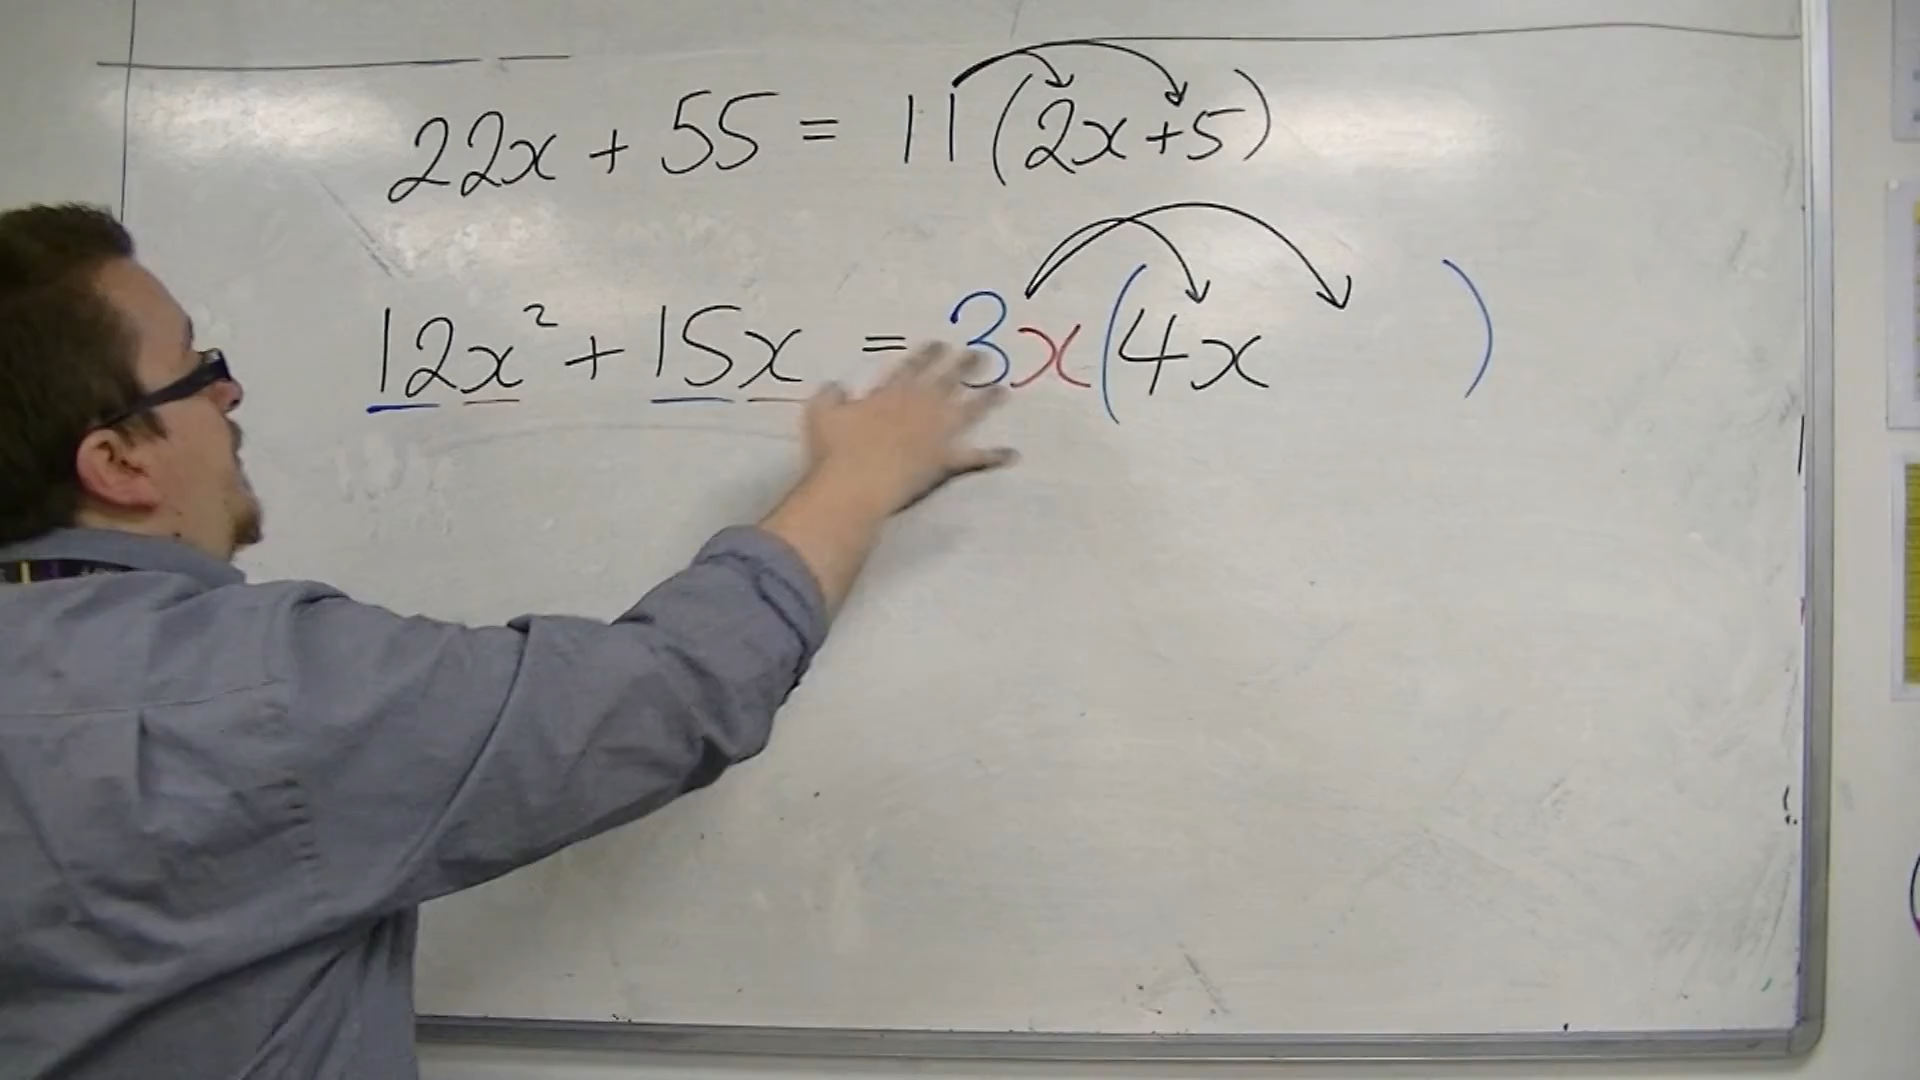 22x + 55 = 11(2x+5)
12x² + 15x = 3x(4x )